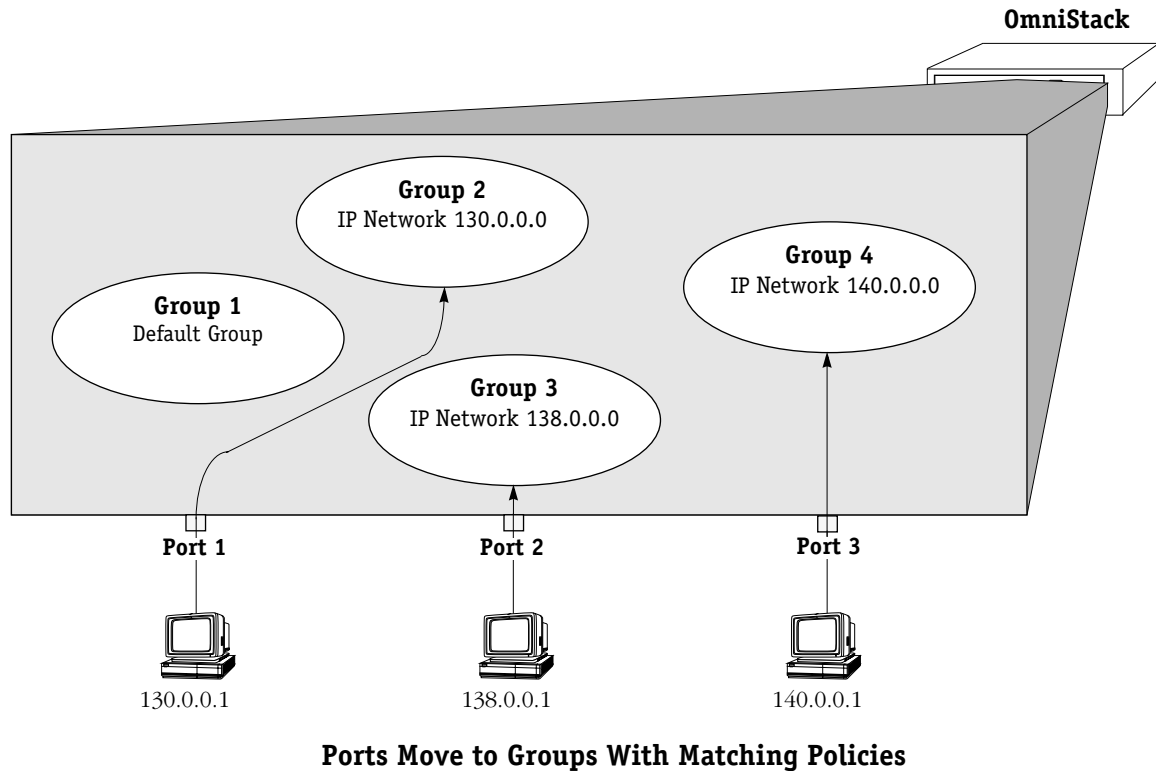 OmniStack
Group 2
IP Network 130.0.0.0
Group 4
IP Network 140.0.0.0
Group 1
Default Group
Group 3
IP Network 138.0.0.0
Port 1
Port 2
Port 3
130.0.0.1
138.0.0.1
140.0.0.1
Ports Move to Groups With Matching Policies